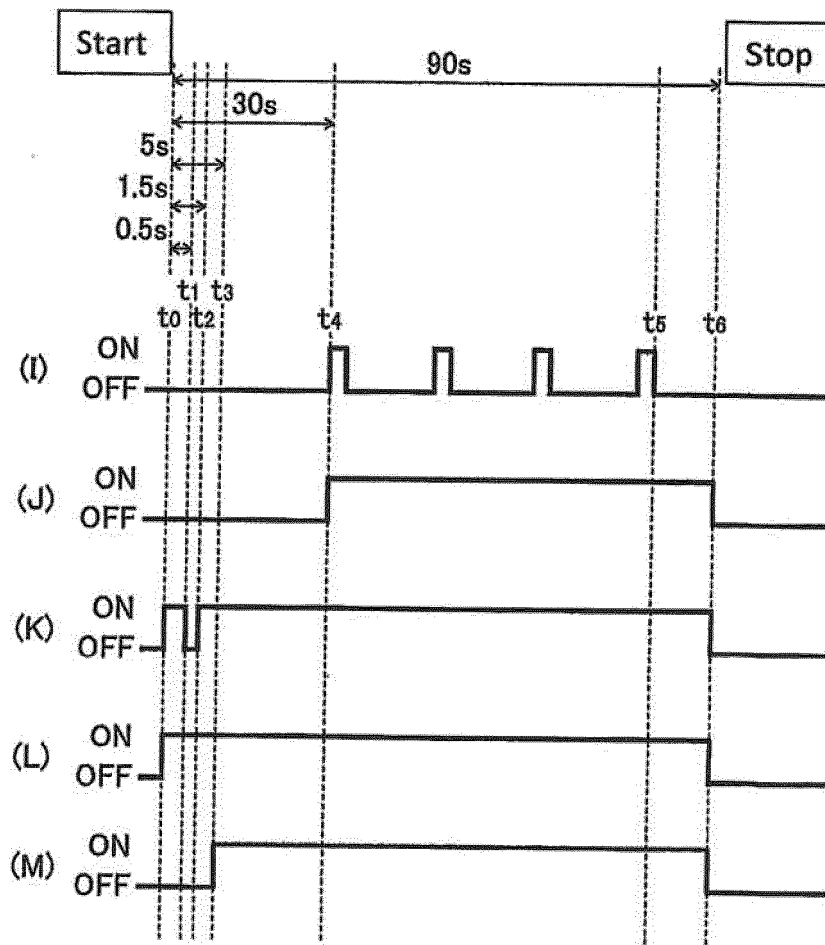 Start
Stop
90s
30s
5s
1.5s
0.5s
t1 t3
t0 t2 t4 t5 t6
(I) ON
OFF
(J) ON
OFF
(K) ON
OFF
(L) ON
OFF
(M) ON
OFF